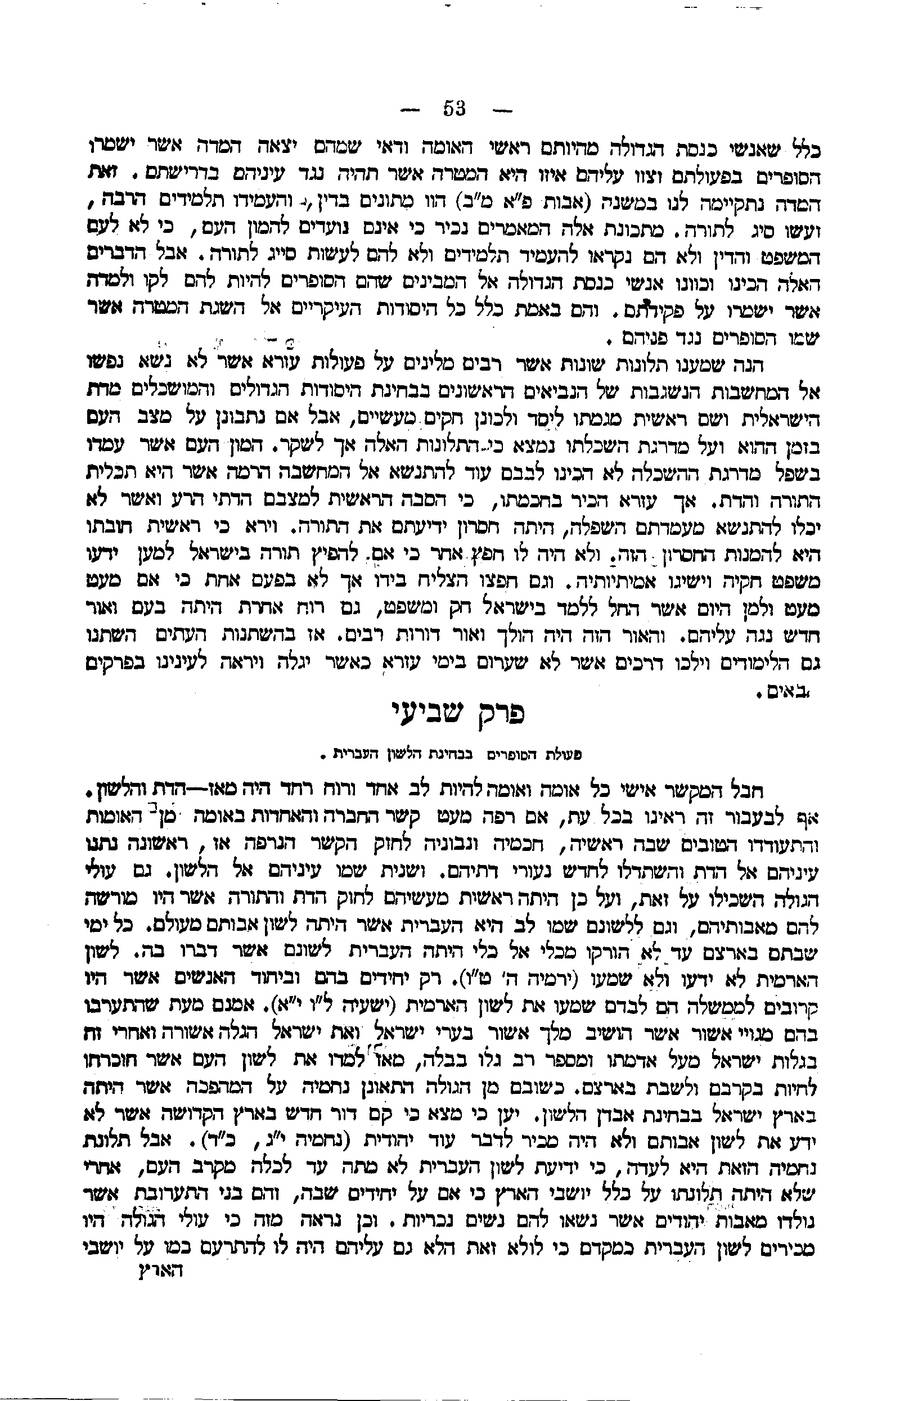 — 53 —
כלל שאנשי כנסת הגדולה מהיותם ראשי האומה ודאי שמהם יצאה המדה אשר ישמרו
הסופרים בפעולתם וצוו עליהם איזו היא המטרה אשר תהיה נגד עיניהם בדרישתם. זאת
המדה נתקיימה לנו במשנה (אבות פ"א מ"ב) הוו מתונים בדין, והעמידו תלמידים הרבה,
ועשו סיג לתורה. מתכונת אלה המאמרים נכיר כי אינם נועדים להמון העם, כי לא לעם
המשפט והדין ולא הם נקראו להעמיד תלמידים ולא להם לעשות סייג לתורה. אבל הדברים
האלה הכינו וכוונו אנשי כנסת הגדולה אל המבינים שהם הסופרים להיות להם לקו ולמדה
אשר ישמרו על פקידתם. והם באמת כלל כל היסודות העיקריים אל השגת המטרה אשר
שמו הסופרים נגד פניהם.
הנה שמענו תלונות שונות אשר רבים מלינים על פעולות עזרא אשר לא נשא נפשו
אל המחשבות הנשגבות של הנביאים הראשונים בבחינת היסודות הגדולים והמושכלים מדת
הישראלית ושם ראשית מגמתו ליסד ולכונן חקים מעשיים, אבל אם נתבונן על מצב העם
בזמן ההוא ועל מדרגת השכלתו נמצא כי התלונות האלה אך לשקר. המון העם אשר עמדו
בשפל מדרגת ההשכלה לא הכינו לבבם עוד להתנשא אל המחשבה הרמה אשר היא תכלית
התורה והדת. אך עזרא הכיר בחכמתו, כי הסבה הראשית למצבם הדתי הרע ואשר לא
יכלו להתנשא מעמדתם השפלה, היתה חסרון ידיעתם את התורה. וירא כי ראשית חובתו
היא להמנות החסרון הזה. ולא היה לו חפץ אחר כי אם להפיץ תורה בישראל למען ידעו
משפט חקיה וישיגו אמיתיותיה. וגם חפצו הצליח בידו אך לא בפעם אחת כי אם מעט
מעט ולמן היום אשר החל ללמד בישראל חק ומשפט, גם רוח אחרת היתה בעם ואור
חדש נגה עליהם. והאור הזה היה הולך ואור דורות רבים. אז בהשתנות העתים השתנו
גם הלימודים וילכו דרכים אשר לא שערום בימי עזרא כאשר יגלה ויראה לעינינו בפרקים
באים.
פרק שביעי
פעולת הסופרים בבחינת הלשון העברית.
חבל המקשר אישי כל אומה ואומה להיות לב אחד ורוח רחד היה מאז—הדת והלשון.
אף לבעבור זה ראינו בכל עת, אם רפה מעט קשר החברה והאחדות באומה מן האומות
והתעודדו הטובים שבה ראשיה, חכמיה ונבוניה לחזק הקשר הנרפה אז, ראשונה נתנו
עיניהם אל הדת והשתדלו לחדש נעורי דתיהם. ושנית שמו עיניהם אל הלשון. גם עולי
הגולה השכילו על זאת, ועל כן היתה ראשית מעשיהם לחזק הדת והתורה אשר היו מורשה
להם מאבותיהם, וגם ללשונם שמו לב היא העברית אשר היתה לשון אבותם מעולם. כל ימי
שבתם בארצם עד לא הורקו מכלי אל כלי היתה העברית לשונם אשר דברו בה. לשון
הארמית לא ידעו ולא שמעו (ירמיה ה' ט"ו). רק יחידים בהם וביחוד האנשים אשר היו
קרובים לממשלה הם לבדם שמעו את לשון הארמית (ישעיה ל"ו י"א). אמנם מעת שהתערבו
בהם מגויי אשור אשר הושיב מלך אשור בערי ישראל ואת ישראל הגלה אשורה ואחרי זה
בגלות ישראל מעל אדמתו ומספר רב גלו בבלה, מאז למדו את לשון העם אשר הוכרחו
לחיות בקרבם ולשבת בארצם. כשובם מן הגולה התאונן נחמיה על המהפכה אשר היתה
בארץ ישראל בבחינת אבדן הלשון. יען כי מצא כי קם דור חדש בארץ הקדושה אשר לא
ידע את לשון אבותם ולא היה מכיר לדבר עוד יהודית (נחמיה י"ג, כ"ד). אבל תלונת
נחמיה הזאת היא לעדה, כי ידיעת לשון העברית לא מתה עד לכלה מקרב העם, אחרי
שלא היתה תלונתו על כלל יושבי הארץ כי אם על יחידים שבה, והם בני התערובת אשר
נולדו מאבות יהודים אשר נשאו להם נשים נכריות. וכן נראה מזה כי עולי הגולה היו
מכירים לשון העברית כמקדם כי לולא זאת הלא גם עליהם היה לו להתרעם כמו על יושבי
הארץ